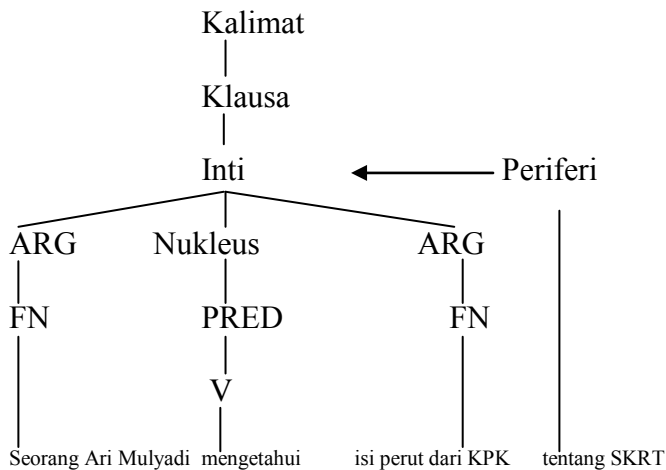 Kalimat
Klausa
Inti Periferi
ARG Nukleus ARG
FN PRED FN
V
Seorang Ari Mulyadi mengetahui isi perut dari KPK tentang SKRT